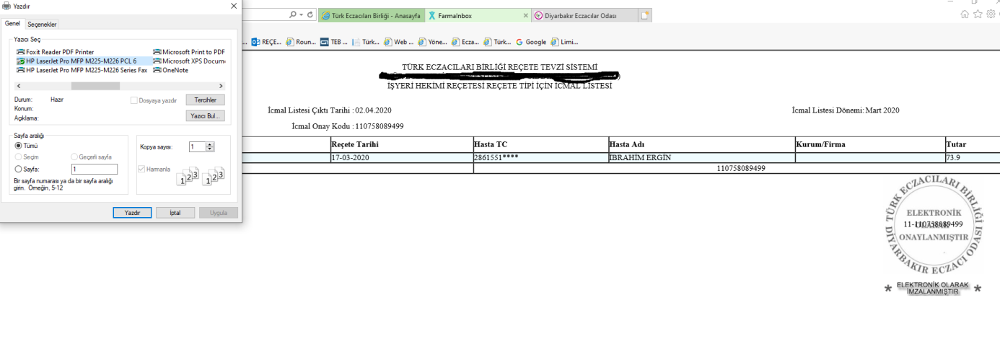 Yazdır
Genel Seçenekler
Yazıcı Seç
Foxit Reader PDF Printer
HP LaserJet Pro MFP M225-M226 PCL 6
HP LaserJet Pro MFP M225-M226 Series Fax
Microsoft Print to PDF
Microsoft XPS Docum
OneNote
Durum: Hazır
Konum:
Açıklama:
Dosyaya yazdır
Tercihler
Yazıcı Bul...
Sayfa aralığı
Tümü
Seçim Geçerli sayfa
Sayfa: 1
Bir sayfa numarası ya da bir sayfa aralığı
girin. Örneğin, 5-12
Kopya sayısı: 1
Harmanla
1 2 3 1 2 3
Yazdır İptal Uygula
Türk Eczacıları Birliği - Anasayfa FarmaInbox Diyarbakır Eczacılar Odası
... REÇE... Roun... TEB ... Türk... Web ... Yöne... Ecza... Türk... Google Limi...
TÜRK ECZACILARI BİRLİĞİ REÇETE TEVZİ SİSTEMİ
İŞYERİ HEKİMİ REÇETESİ REÇETE TİPİ İÇİN İCMAL LİSTESİ
İcmal Listesi Çıktı Tarihi : 02.04.2020 İcmal Listesi Dönemi: Mart 2020
İcmal Onay Kodu : 110758089499
Reçete Tarihi Hasta TC Hasta Adı Kurum/Firma Tutar
17-03-2020 2861551**** İBRAHİM ERGİN 73.9
110758089499
TÜRK ECZACILARI BİRLİĞİ
DİYARBAKIR ECZACI ODASI
ELEKTRONİK
11-110758089499
OLARAK
ONAYLANMIŞTIR
* ELEKTRONİK OLARAK *
İMZALANMIŞTIR